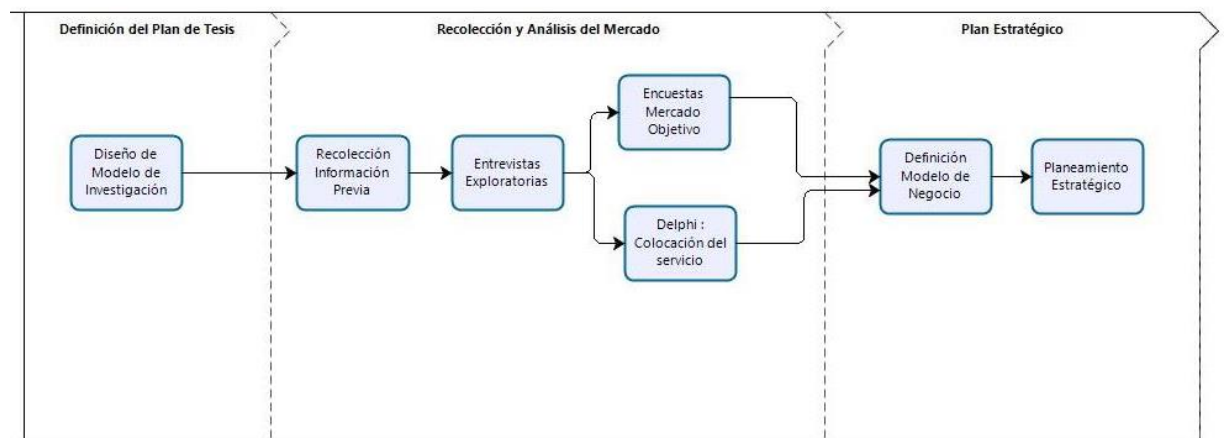 Definición del Plan de Tesis
Recolección y Análisis del Mercado
Plan Estratégico
Diseño de
Modelo de
Investigación
Recolección
Información
Previa
Entrevistas
Exploratorias
Encuestas
Mercado
Objetivo
Delphi :
Colocación del
servicio
Definición
Modelo de
Negocio
Planeamiento
Estratégico